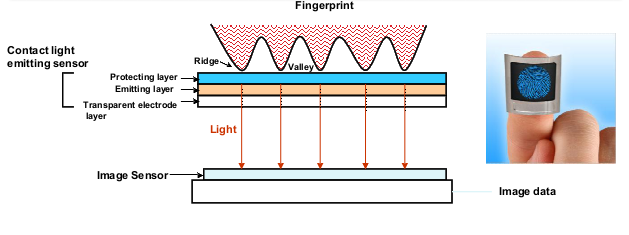 Fingerprint
Contact light
emitting sensor
Ridge
Valley
Protecting layer
Emitting layer
Transparent electrode
layer
Light
Image Sensor
Image data